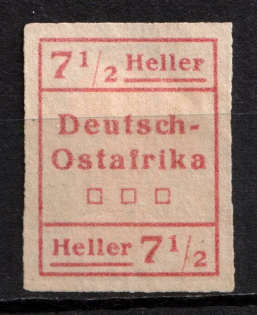 7 1/2 Heller
Deutsch-
Ostafrika
□ □ □
Heller 7 1/2